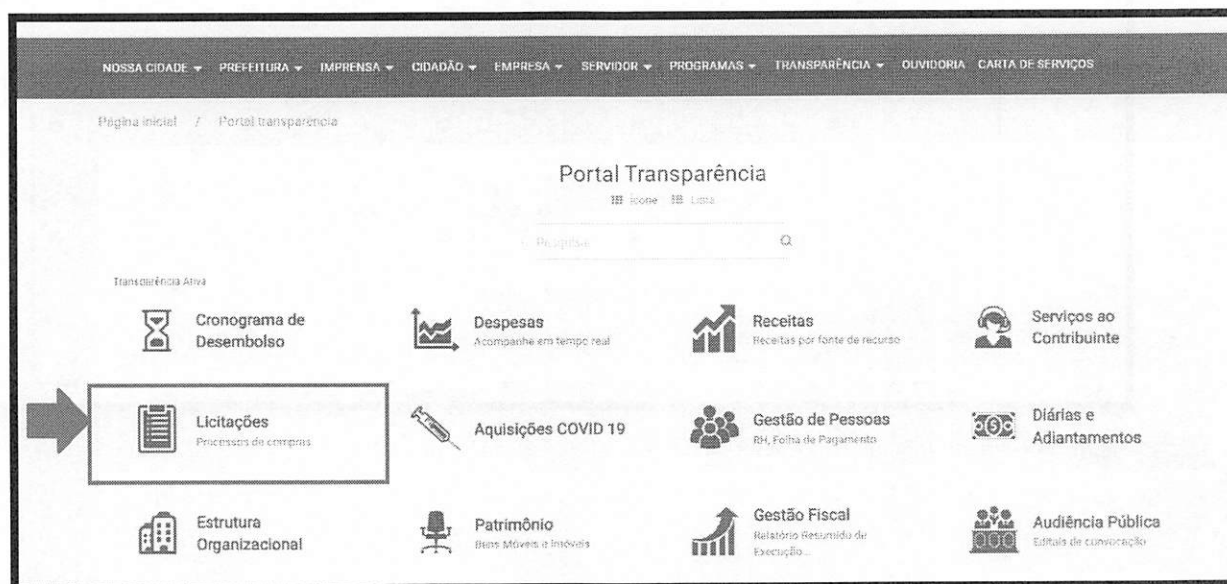 NOSSA CIDADE PREFEITURA IMPRENSA CIDADÃO EMPRESA SERVIDOR PROGRAMAS TRANSPARÊNCIA OUVIDORIA CARTA DE SERVIÇOS
Página inicial / Portal transparência
Portal Transparência
Ícone Lista
Pesquisar
Transparência Ativa
Cronograma de
Desembolso
Despesas
Acompanhe em tempo real
Receitas
Receitas por fonte de recurso
Serviços ao
Contribuinte
Licitações
Processos de compras
Aquisições COVID 19
Gestão de Pessoas
RH, Folha de Pagamento
Diárias e
Adiantamentos
Estrutura
Organizacional
Patrimônio
Bens Móveis e Imóveis
Gestão Fiscal
Relatório Resumido de
Execução...
Audiência Pública
Editais de convocação